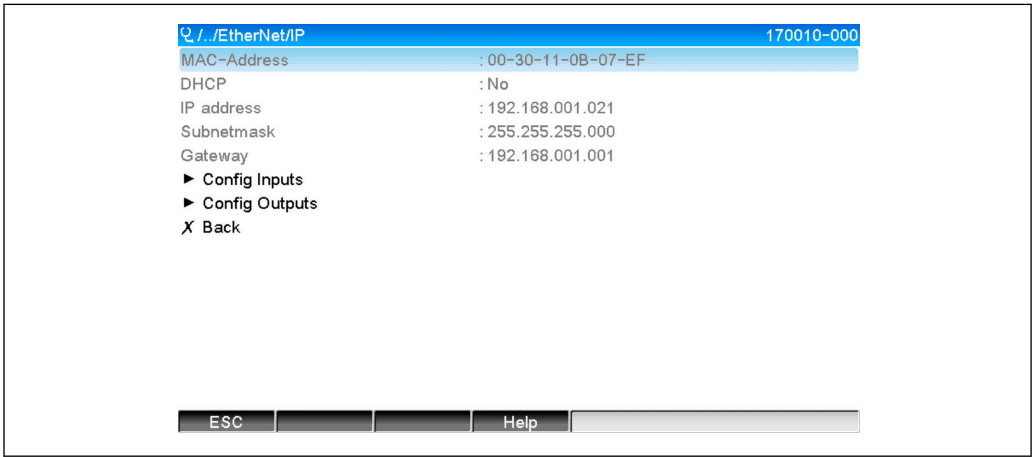 /../EtherNet/IP 170010-000
MAC-Address : 00-30-11-0B-07-EF
DHCP : No
IP address : 192.168.001.021
Subnetmask : 255.255.255.000
Gateway : 192.168.001.001
► Config Inputs
► Config Outputs
X Back
ESC Help